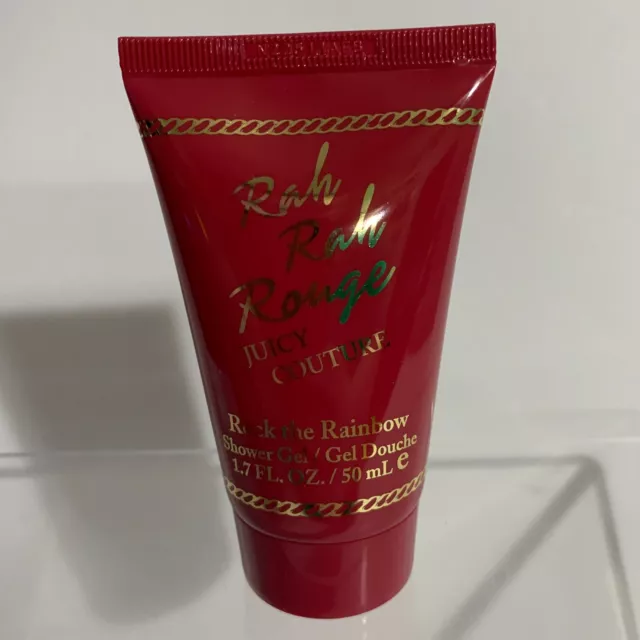 Rah
Rah
Rouge
JUICY
COUTURE
Rock the Rainbow
Shower Gel / Gel Douche
1.7 FL. OZ. / 50 mL e